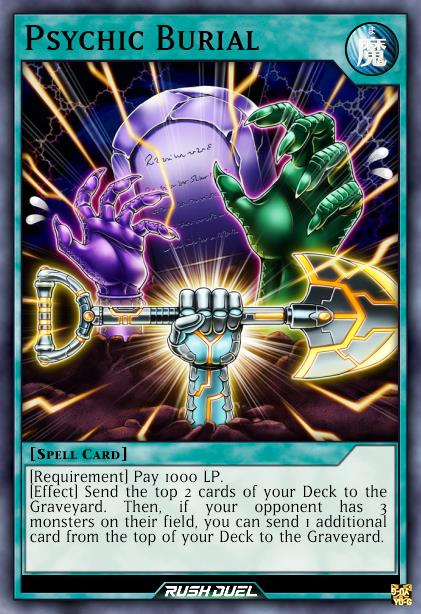 Psychic Burial
ま
魔
[Spell Card]
[Requirement] Pay 1000 LP.
[Effect] Send the top 2 cards of your Deck to the
Graveyard. Then, if your opponent has 3
monsters on their field, you can send 1 additional
card from the top of your Deck to the Graveyard.
RUSH DUEL